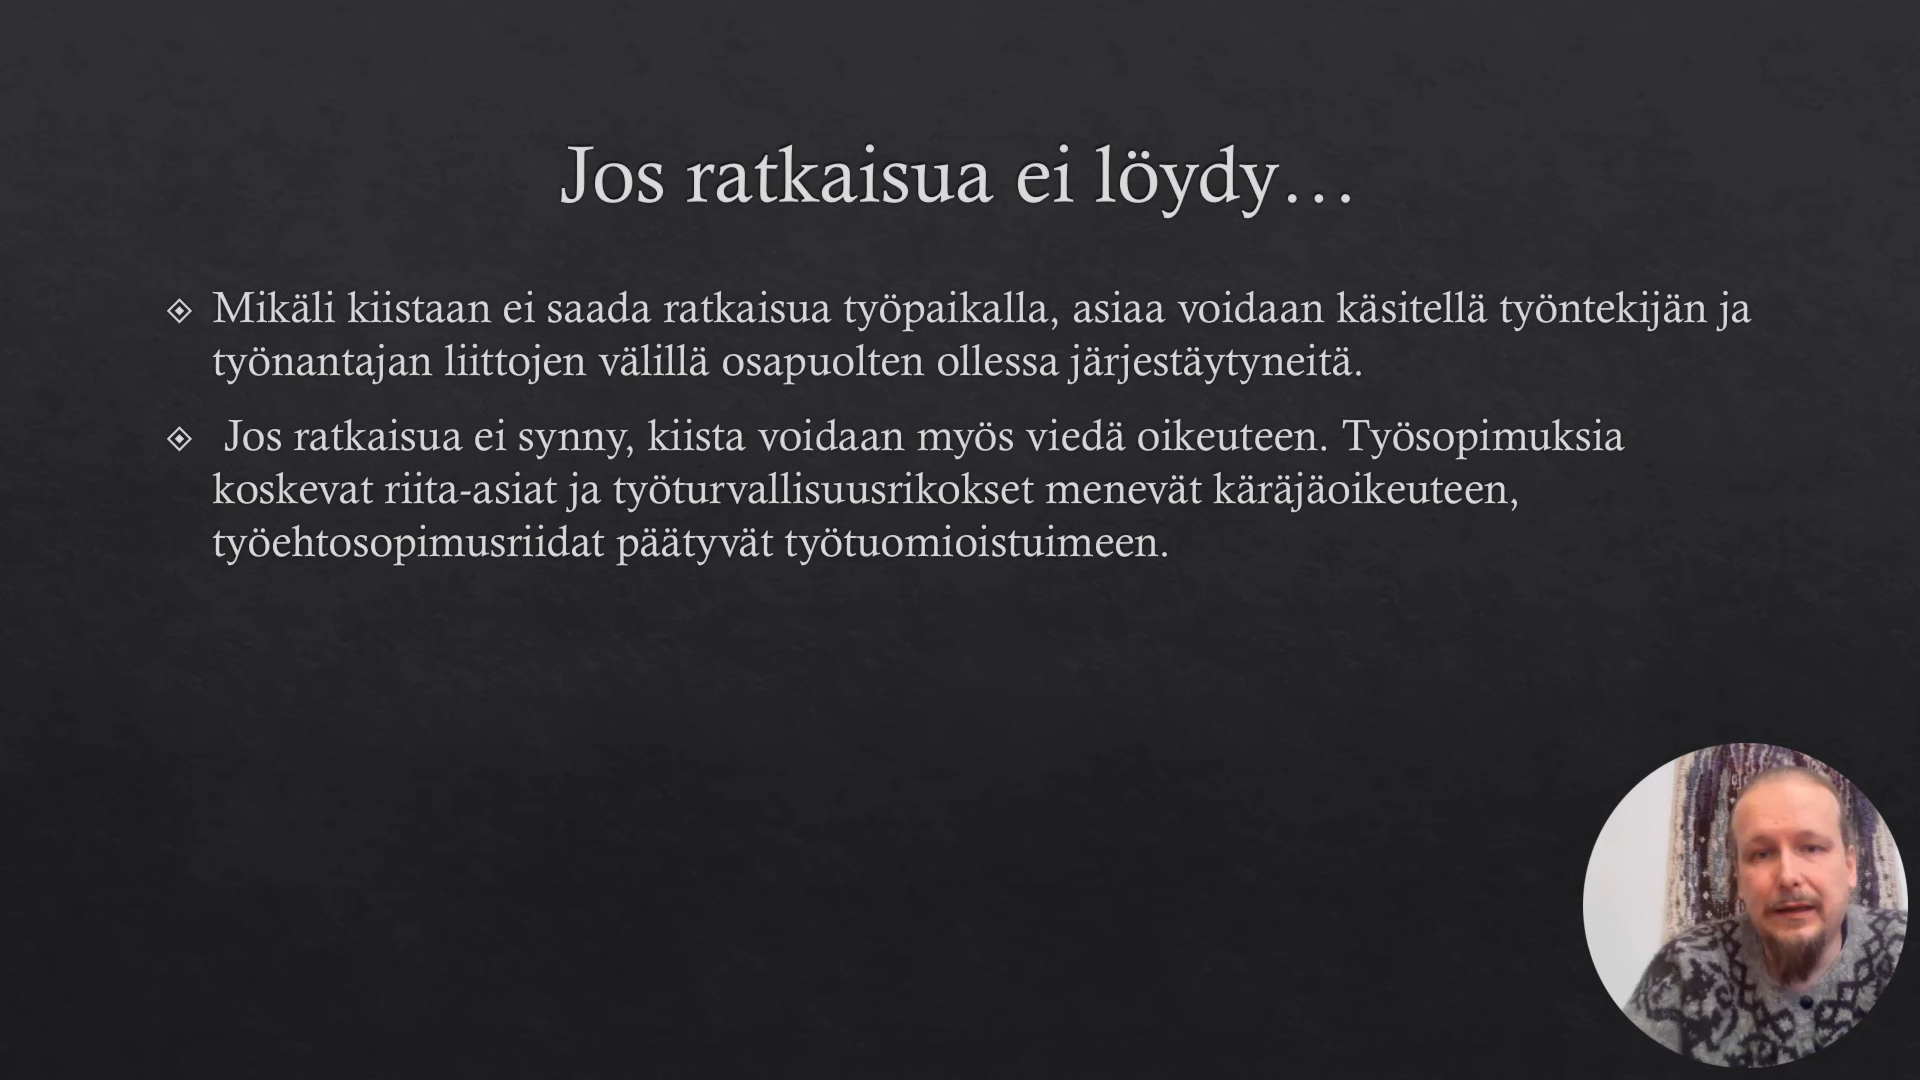 Jos ratkaisua ei löydy…
Mikäli kiistaan ei saada ratkaisua työpaikalla, asiaa voidaan käsitellä työntekijän ja
työnantajan liittojen välillä osapuolten ollessa järjestäytyneitä.
Jos ratkaisua ei synny, kiista voidaan myös viedä oikeuteen. Työsopimuksia
koskevat riita-asiat ja työturvallisuusrikokset menevät käräjäoikeuteen,
työehtosopimusriidat päätyvät työtuomioistuimeen.